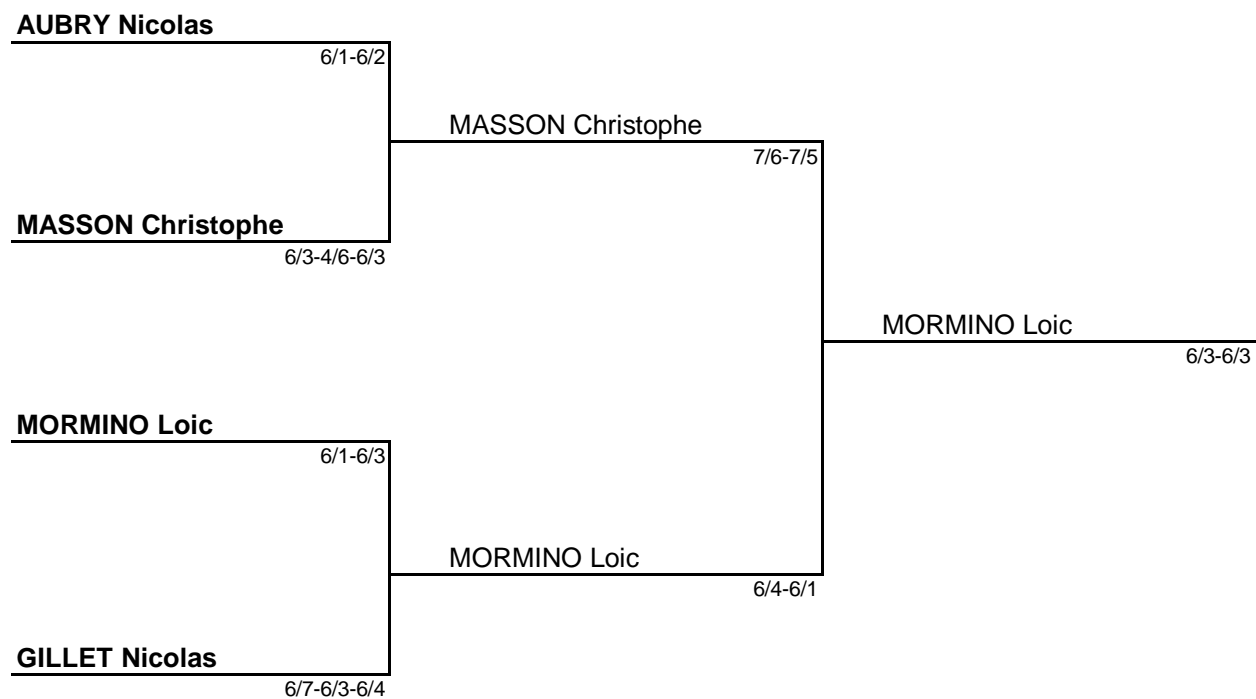 AUBRY Nicolas
6/1-6/2
MASSON Christophe
7/6-7/5
MASSON Christophe
6/3-4/6-6/3
MORMINO Loic
6/3-6/3
MORMINO Loic
6/1-6/3
MORMINO Loic
6/4-6/1
GILLET Nicolas
6/7-6/3-6/4